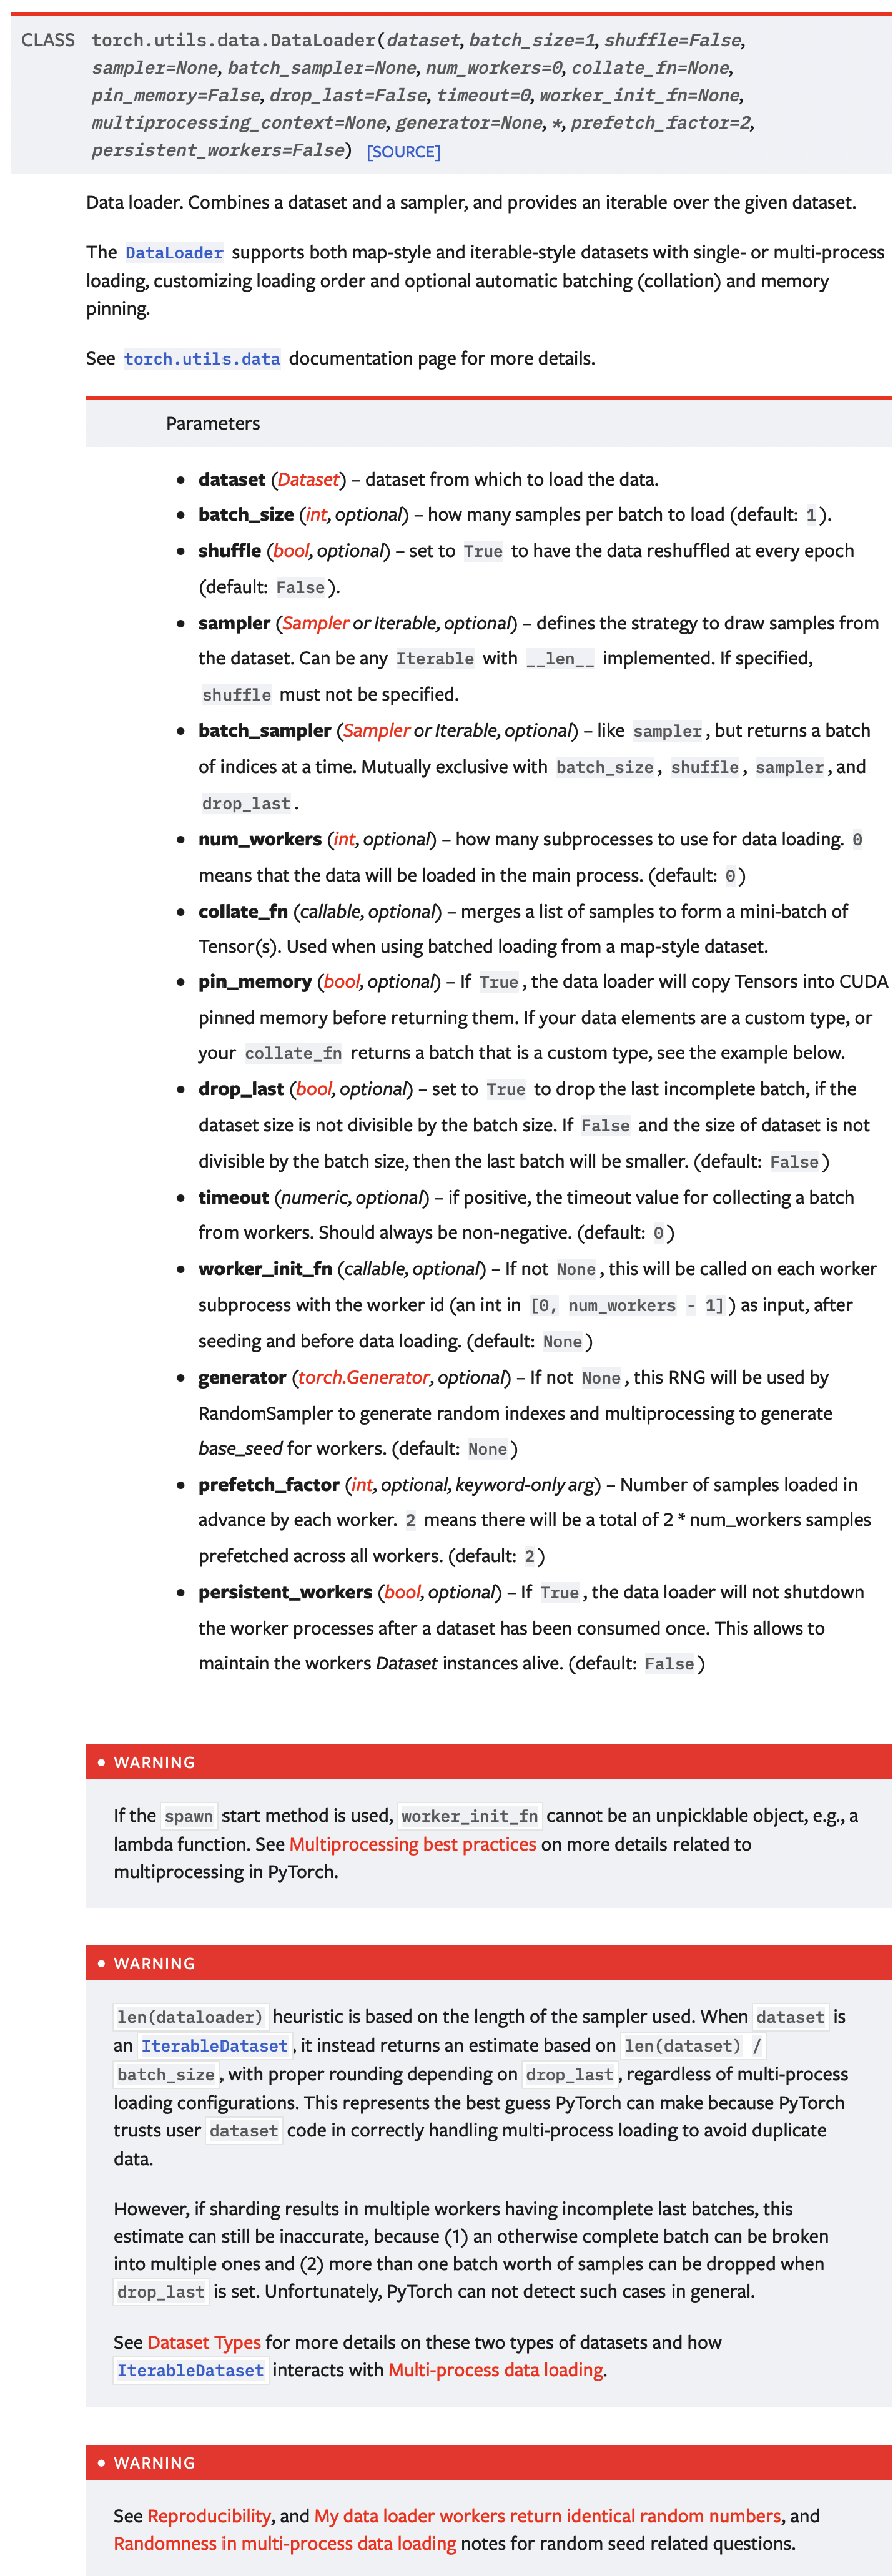 CLASS torch.utils.data.DataLoader(dataset, batch_size=1, shuffle=False,
sampler=None, batch_sampler=None, num_workers=0, collate_fn=None,
pin_memory=False, drop_last=False, timeout=0, worker_init_fn=None,
multiprocessing_context=None, generator=None, *, prefetch_factor=2,
persistent_workers=False) [SOURCE]
Data loader. Combines a dataset and a sampler, and provides an iterable over the given dataset.
The DataLoader supports both map-style and iterable-style datasets with single- or multi-process
loading, customizing loading order and optional automatic batching (collation) and memory
pinning.
See torch.utils.data documentation page for more details.
Parameters
• dataset (Dataset) – dataset from which to load the data.
• batch_size (int, optional) – how many samples per batch to load (default: 1).
• shuffle (bool, optional) – set to True to have the data reshuffled at every epoch
(default: False).
• sampler (Sampler or Iterable, optional) – defines the strategy to draw samples from
the dataset. Can be any Iterable with __len__ implemented. If specified,
shuffle must not be specified.
• batch_sampler (Sampler or Iterable, optional) – like sampler, but returns a batch
of indices at a time. Mutually exclusive with batch_size, shuffle, sampler, and
drop_last.
• num_workers (int, optional) – how many subprocesses to use for data loading. 0
means that the data will be loaded in the main process. (default: 0)
• collate_fn (callable, optional) – merges a list of samples to form a mini-batch of
Tensor(s). Used when using batched loading from a map-style dataset.
• pin_memory (bool, optional) – If True, the data loader will copy Tensors into CUDA
pinned memory before returning them. If your data elements are a custom type, or
your collate_fn returns a batch that is a custom type, see the example below.
• drop_last (bool, optional) – set to True to drop the last incomplete batch, if the
dataset size is not divisible by the batch size. If False and the size of dataset is not
divisible by the batch size, then the last batch will be smaller. (default: False)
• timeout (numeric, optional) – if positive, the timeout value for collecting a batch
from workers. Should always be non-negative. (default: 0)
• worker_init_fn (callable, optional) – If not None, this will be called on each worker
subprocess with the worker id (an int in [0, num_workers - 1]) as input, after
seeding and before data loading. (default: None)
• generator (torch.Generator, optional) – If not None, this RNG will be used by
RandomSampler to generate random indexes and multiprocessing to generate
base_seed for workers. (default: None)
• prefetch_factor (int, optional, keyword-only arg) – Number of samples loaded in
advance by each worker. 2 means there will be a total of 2 * num_workers samples
prefetched across all workers. (default: 2)
• persistent_workers (bool, optional) – If True, the data loader will not shutdown
the worker processes after a dataset has been consumed once. This allows to
maintain the workers Dataset instances alive. (default: False)
• WARNING
If the spawn start method is used, worker_init_fn cannot be an unpicklable object, e.g., a
lambda function. See Multiprocessing best practices on more details related to
multiprocessing in PyTorch.
• WARNING
len(dataloader) heuristic is based on the length of the sampler used. When dataset is
an IterableDataset, it instead returns an estimate based on len(dataset) /
batch_size, with proper rounding depending on drop_last, regardless of multi-process
loading configurations. This represents the best guess PyTorch can make because PyTorch
trusts user dataset code in correctly handling multi-process loading to avoid duplicate
data.
However, if sharding results in multiple workers having incomplete last batches, this
estimate can still be inaccurate, because (1) an otherwise complete batch can be broken
into multiple ones and (2) more than one batch worth of samples can be dropped when
drop_last is set. Unfortunately, PyTorch can not detect such cases in general.
See Dataset Types for more details on these two types of datasets and how
IterableDataset interacts with Multi-process data loading.
• WARNING
See Reproducibility, and My data loader workers return identical random numbers, and
Randomness in multi-process data loading notes for random seed related questions.